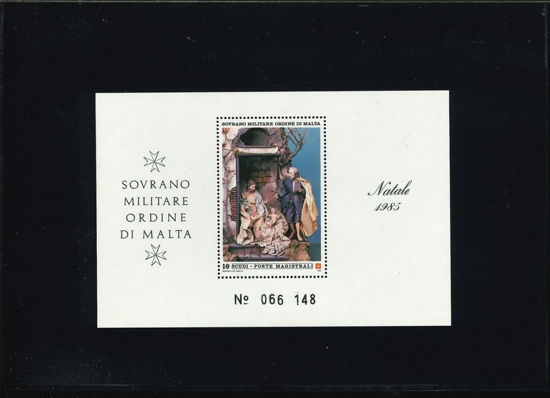 SOVRANO
MILITARE
ORDINE
DI MALTA
SOVRANO MILITARE ORDINE DI MALTA
10 SCUDI - POSTE MAGISTRALI
Natale
1985
Nº 066 148